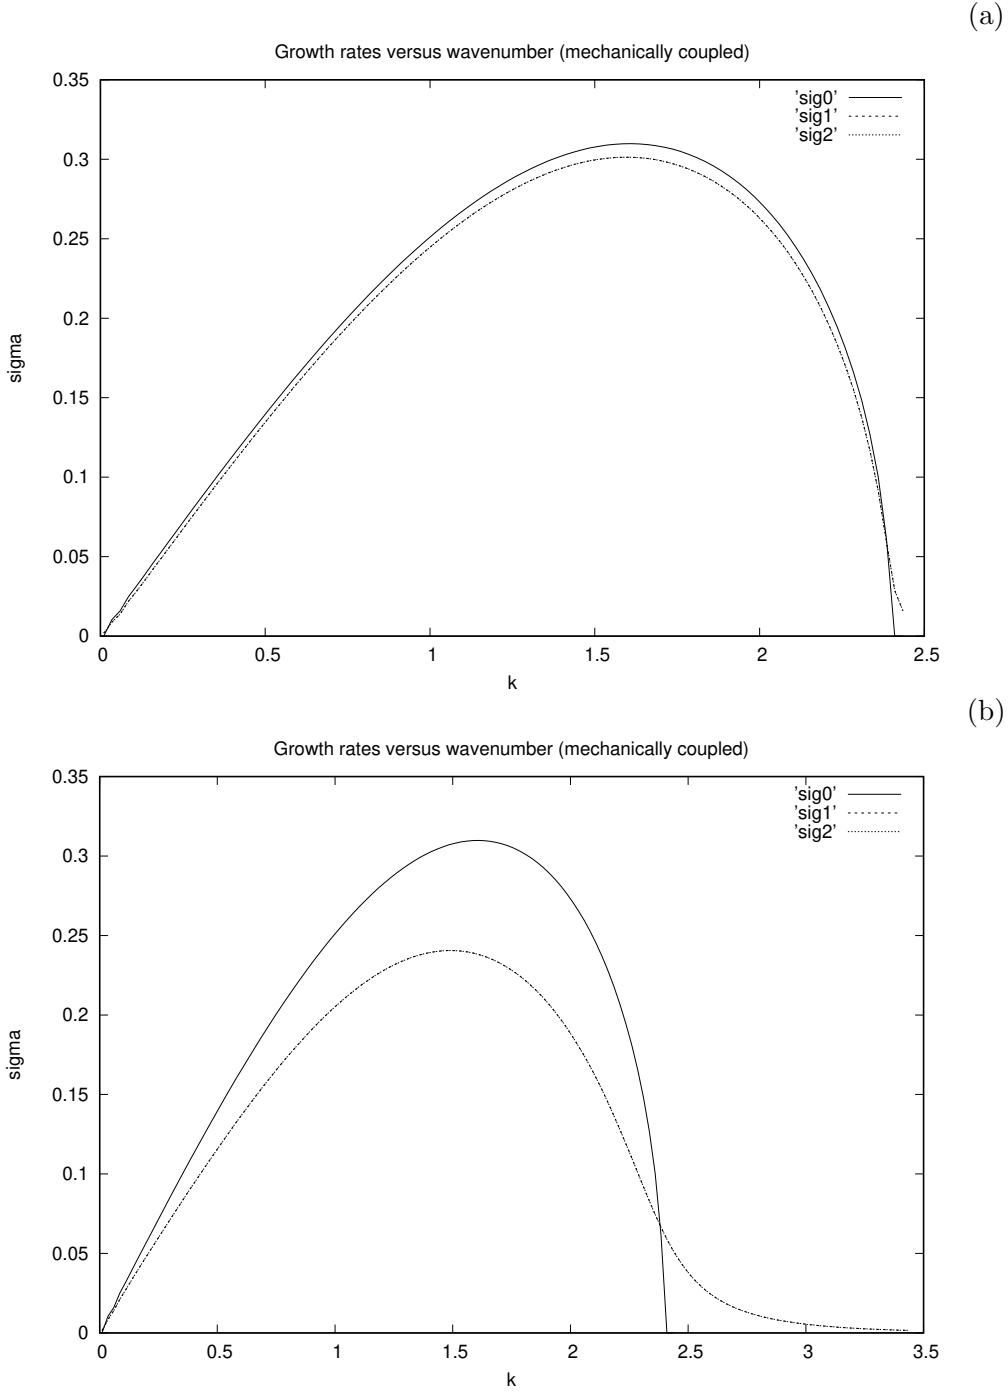 (a)
Growth rates versus wavenumber (mechanically coupled)
0.35
0.3
0.25
0.2
0.15
0.1
0.05
0
sigma
'sig0'
'sig1'
'sig2'
0 0.5 1 1.5 2 2.5
k
(b)
Growth rates versus wavenumber (mechanically coupled)
0.35
0.3
0.25
0.2
0.15
0.1
0.05
0
sigma
'sig0'
'sig1'
'sig2'
0 0.5 1 1.5 2 2.5 3 3.5
k